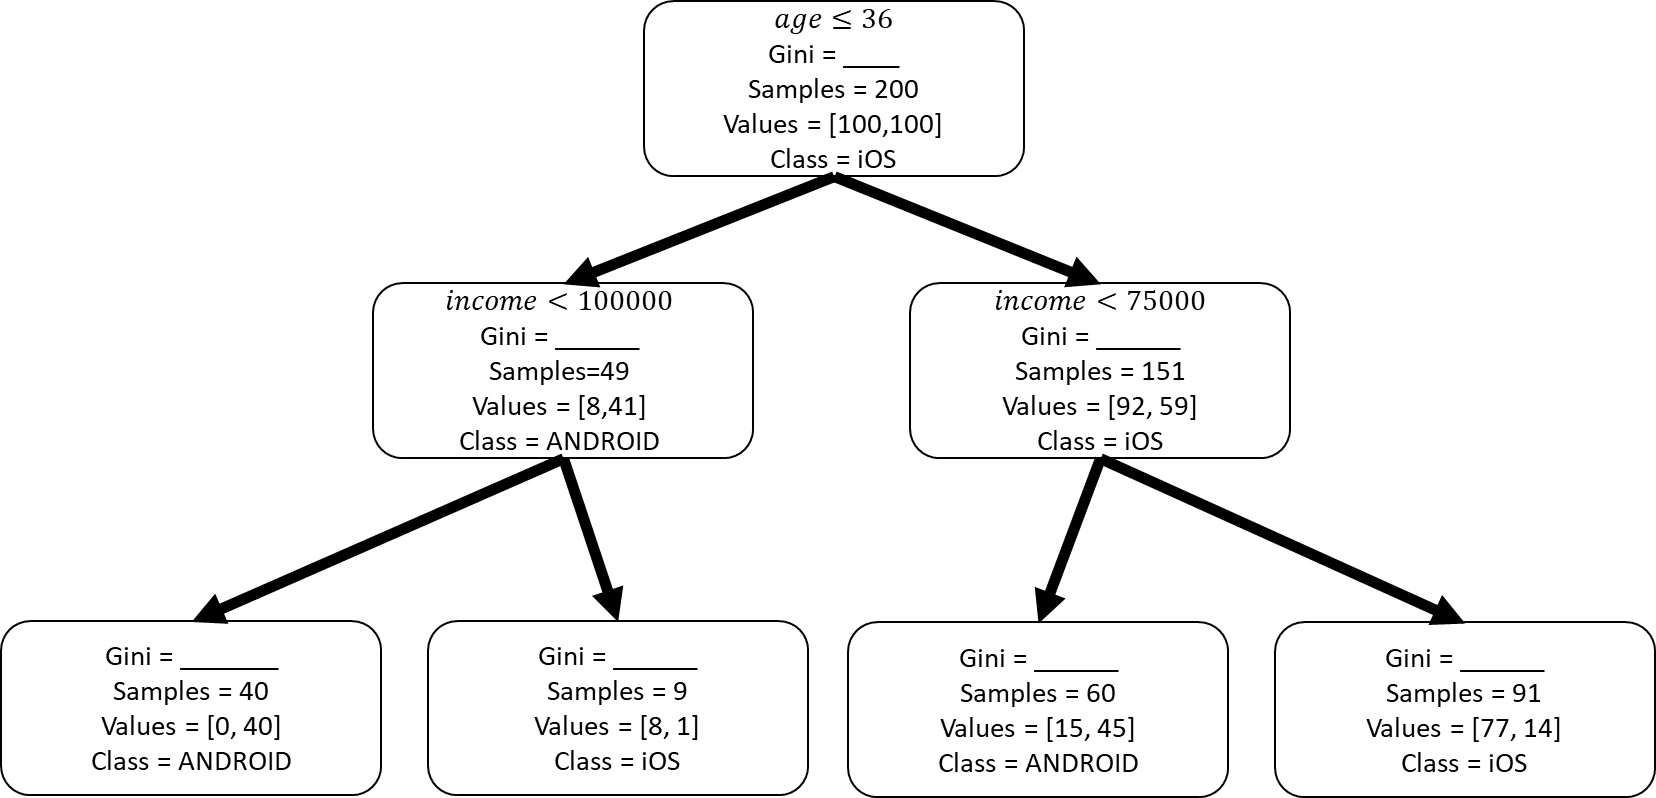 age ≤ 36
Gini = ____
Samples = 200
Values = [100,100]
Class = iOS
income < 100000
Gini = ______
Samples=49
Values = [8,41]
Class = ANDROID
income < 75000
Gini = ______
Samples = 151
Values = [92, 59]
Class = iOS
Gini = _______
Samples = 40
Values = [0, 40]
Class = ANDROID
Gini = ______
Samples = 9
Values = [8, 1]
Class = iOS
Gini = ______
Samples = 60
Values = [15, 45]
Class = ANDROID
Gini = ______
Samples = 91
Values = [77, 14]
Class = iOS